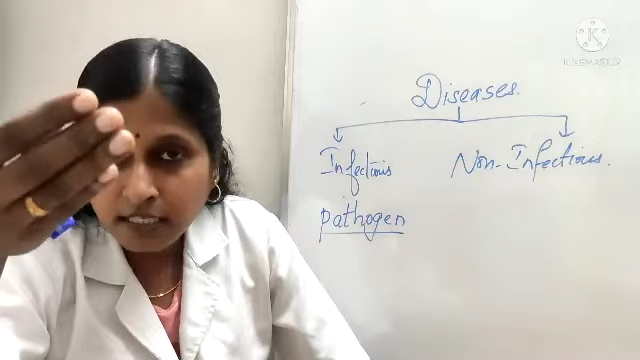 KINEMASTER
Diseases.
Infectious Non-Infectious.
pathogen